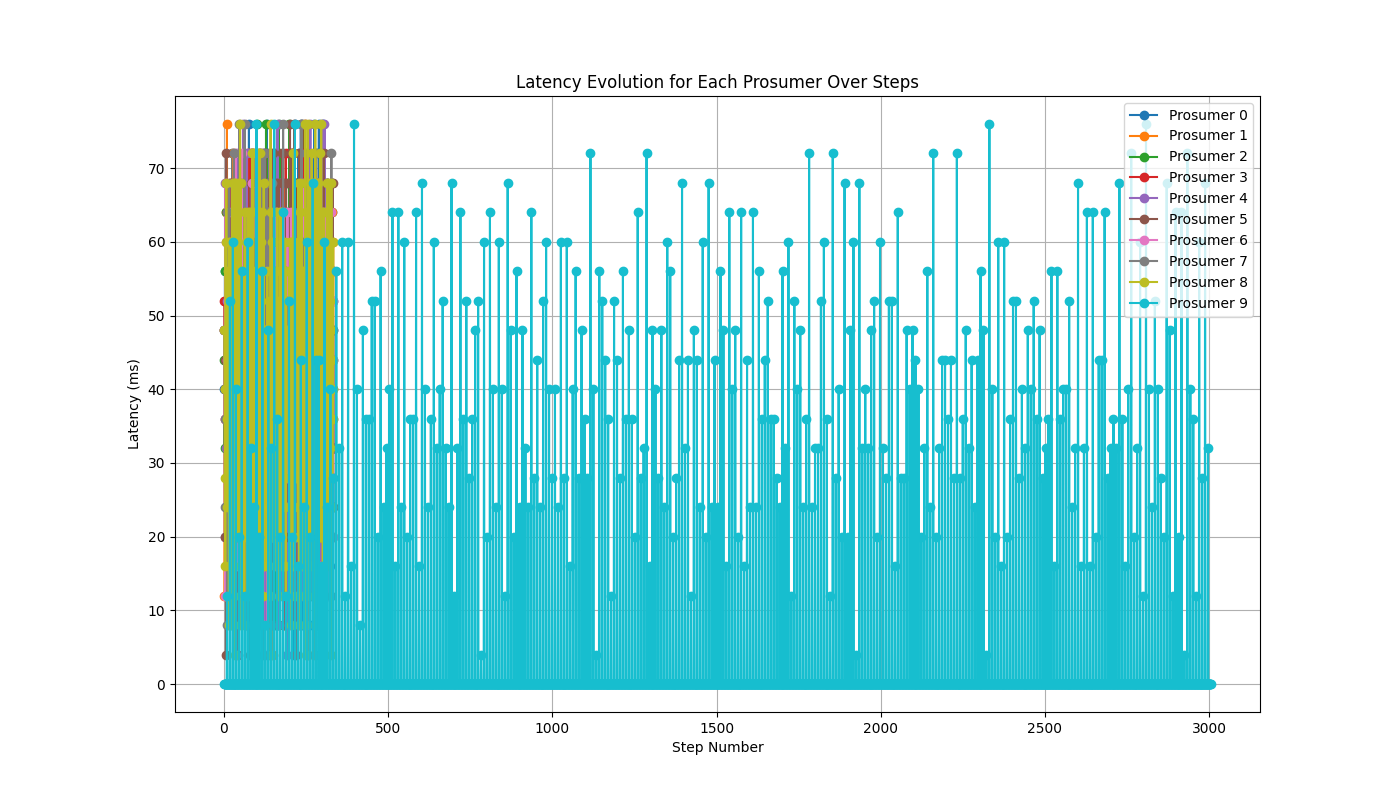 Latency Evolution for Each Prosumer Over Steps
Prosumer 0
Prosumer 1
Prosumer 2
Prosumer 3
Prosumer 4
Prosumer 5
Prosumer 6
Prosumer 7
Prosumer 8
Prosumer 9
Latency (ms)
70
60
50
40
30
20
10
0
0
500
1000
1500
2000
2500
3000
Step Number